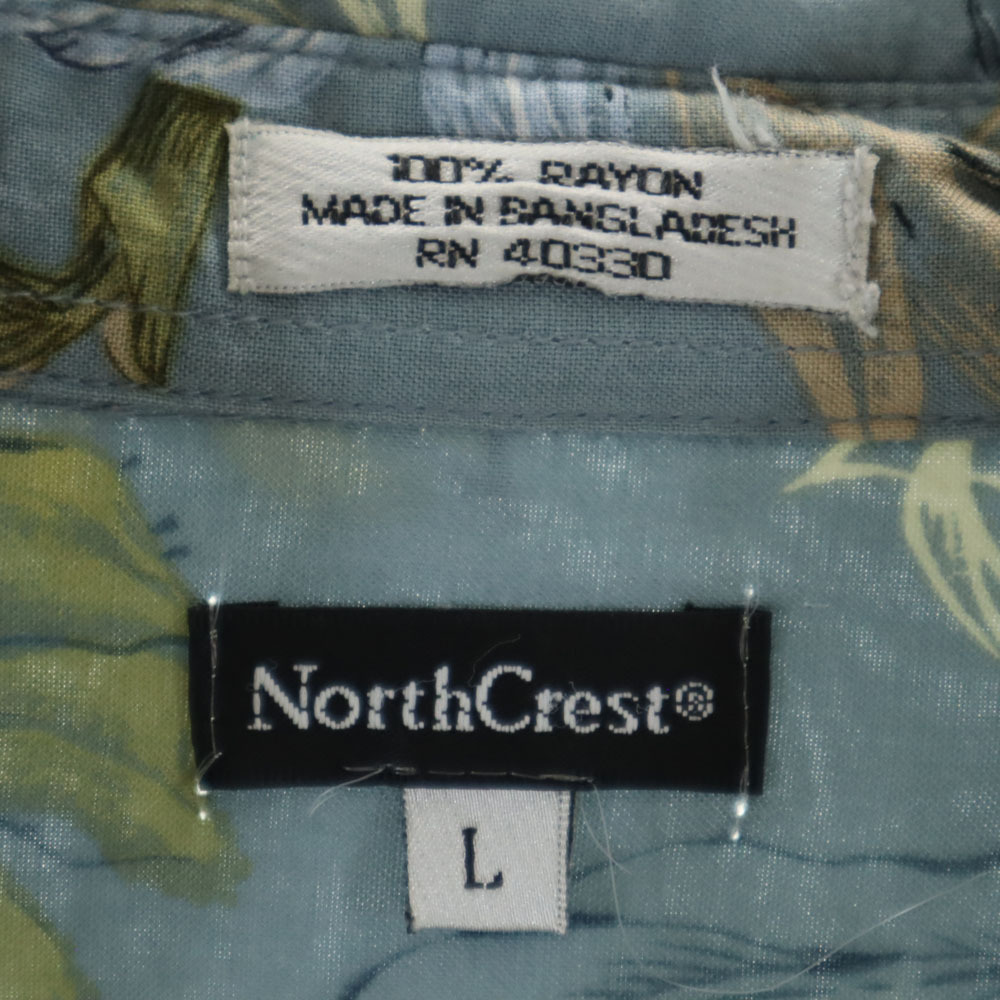 100% RAYON
MADE IN BANGLADESH
RN 40330
NorthCrest®
L